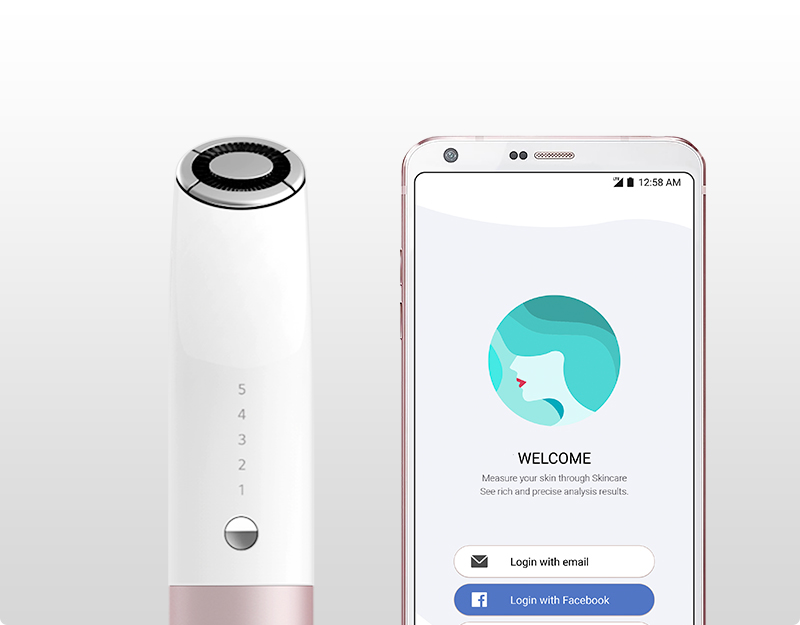 5
4
3
2
1
LTE
12:58 AM
WELCOME
Measure your skin through Skincare
See rich and precise analysis results.
Login with email
Login with Facebook